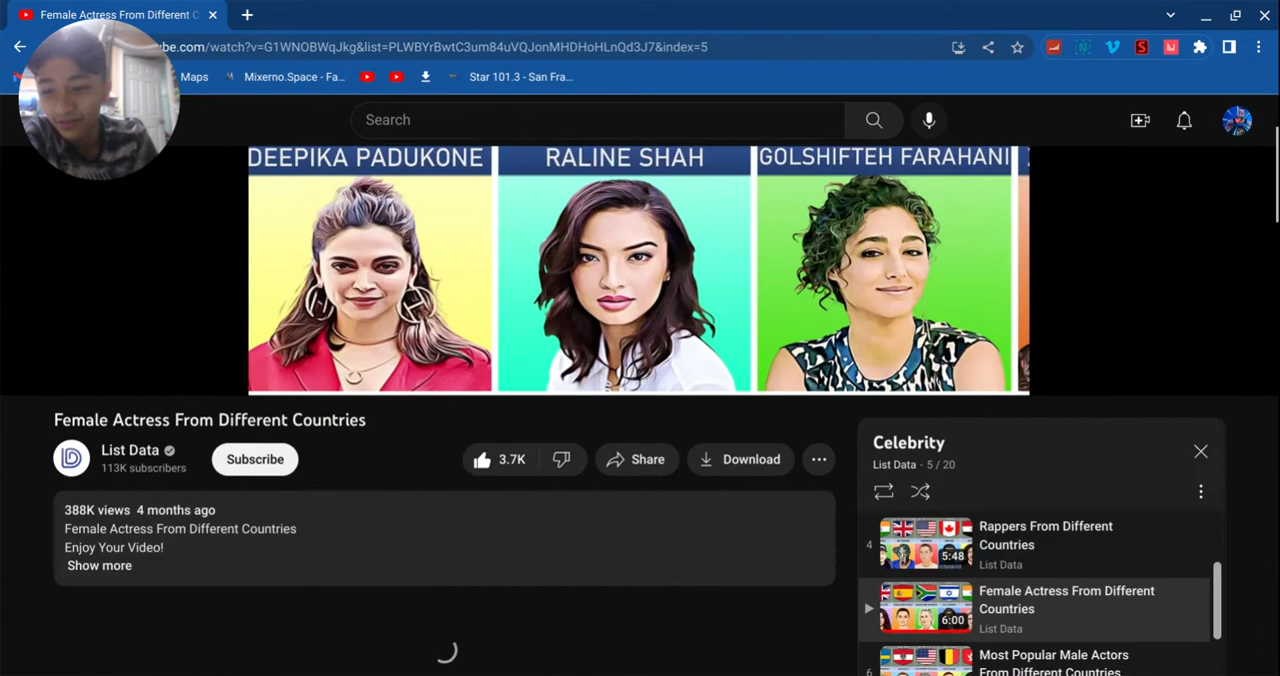 Female Actress From Different C
be.com/watch?v=G1WNOBWqJkg&list=PLWBYrBwtC3um84uVQJonMHDHoHLnQd3J7&index=5
Maps
Mixerno.Space - Fa...
Star 101.3 - San Fra...
Search
DEEPIKA PADUKONE
RALINE SHAH
GOLSHIFTEH FARAHANI
Female Actress From Different Countries
List Data
113K subscribers
Subscribe
3.7K
Share
Download
388K views 4 months ago
Female Actress From Different Countries
Enjoy Your Video!
Show more
Celebrity
List Data - 5 / 20
4
5:48
Rappers From Different
Countries
List Data
6:00
Female Actress From Different
Countries
List Data
6
Most Popular Male Actors
From Different Countries